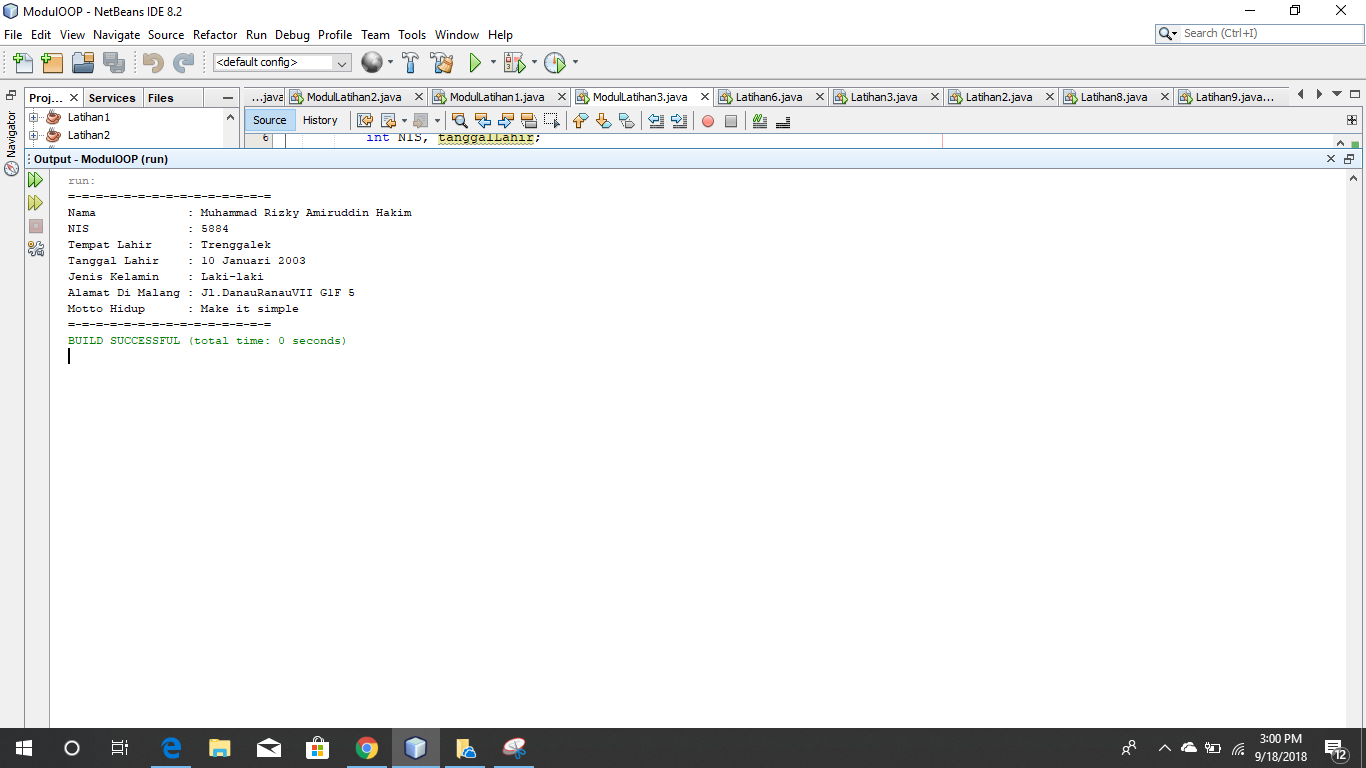 ModulOOP - NetBeans IDE 8.2
File Edit View Navigate Source Refactor Run Debug Profile Team Tools Window Help
Search (Ctrl+I)
<default config>
Proj... Services Files
...java ModulLatihan2.java ModulLatihan1.java ModulLatihan3.java Latihan6.java Latihan3.java Latihan2.java Latihan8.java Latihan9.java...
Navigator
Latihan1
Latihan2
Source History
6 int NIS, tanggalLahir;
Output - ModulOOP (run)
run:
=-=-=-=-=-=-=-=-=-=-=-=-=-=-=
Nama : Muhammad Rizky Amiruddin Hakim
NIS : 5884
Tempat Lahir : Trenggalek
Tanggal Lahir : 10 Januari 2003
Jenis Kelamin : Laki-laki
Alamat Di Malang : Jl.DanauRanauVII G1F 5
Motto Hidup : Make it simple
=-=-=-=-=-=-=-=-=-=-=-=-=-=-=
BUILD SUCCESSFUL (total time: 0 seconds)
3:00 PM
9/18/2018
12